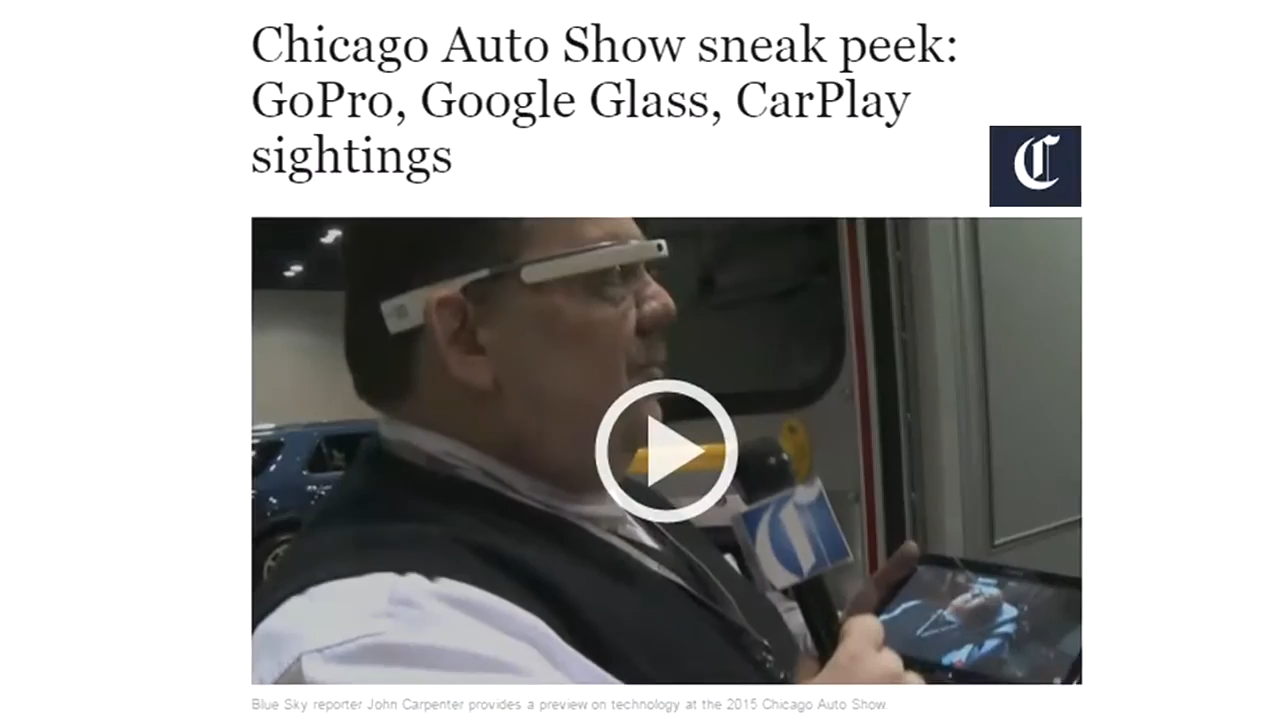 Chicago Auto Show sneak peek:
GoPro, Google Glass, CarPlay
sightings
C
C
Blue Sky reporter John Carpenter provides a preview on technology at the 2015 Chicago Auto Show.